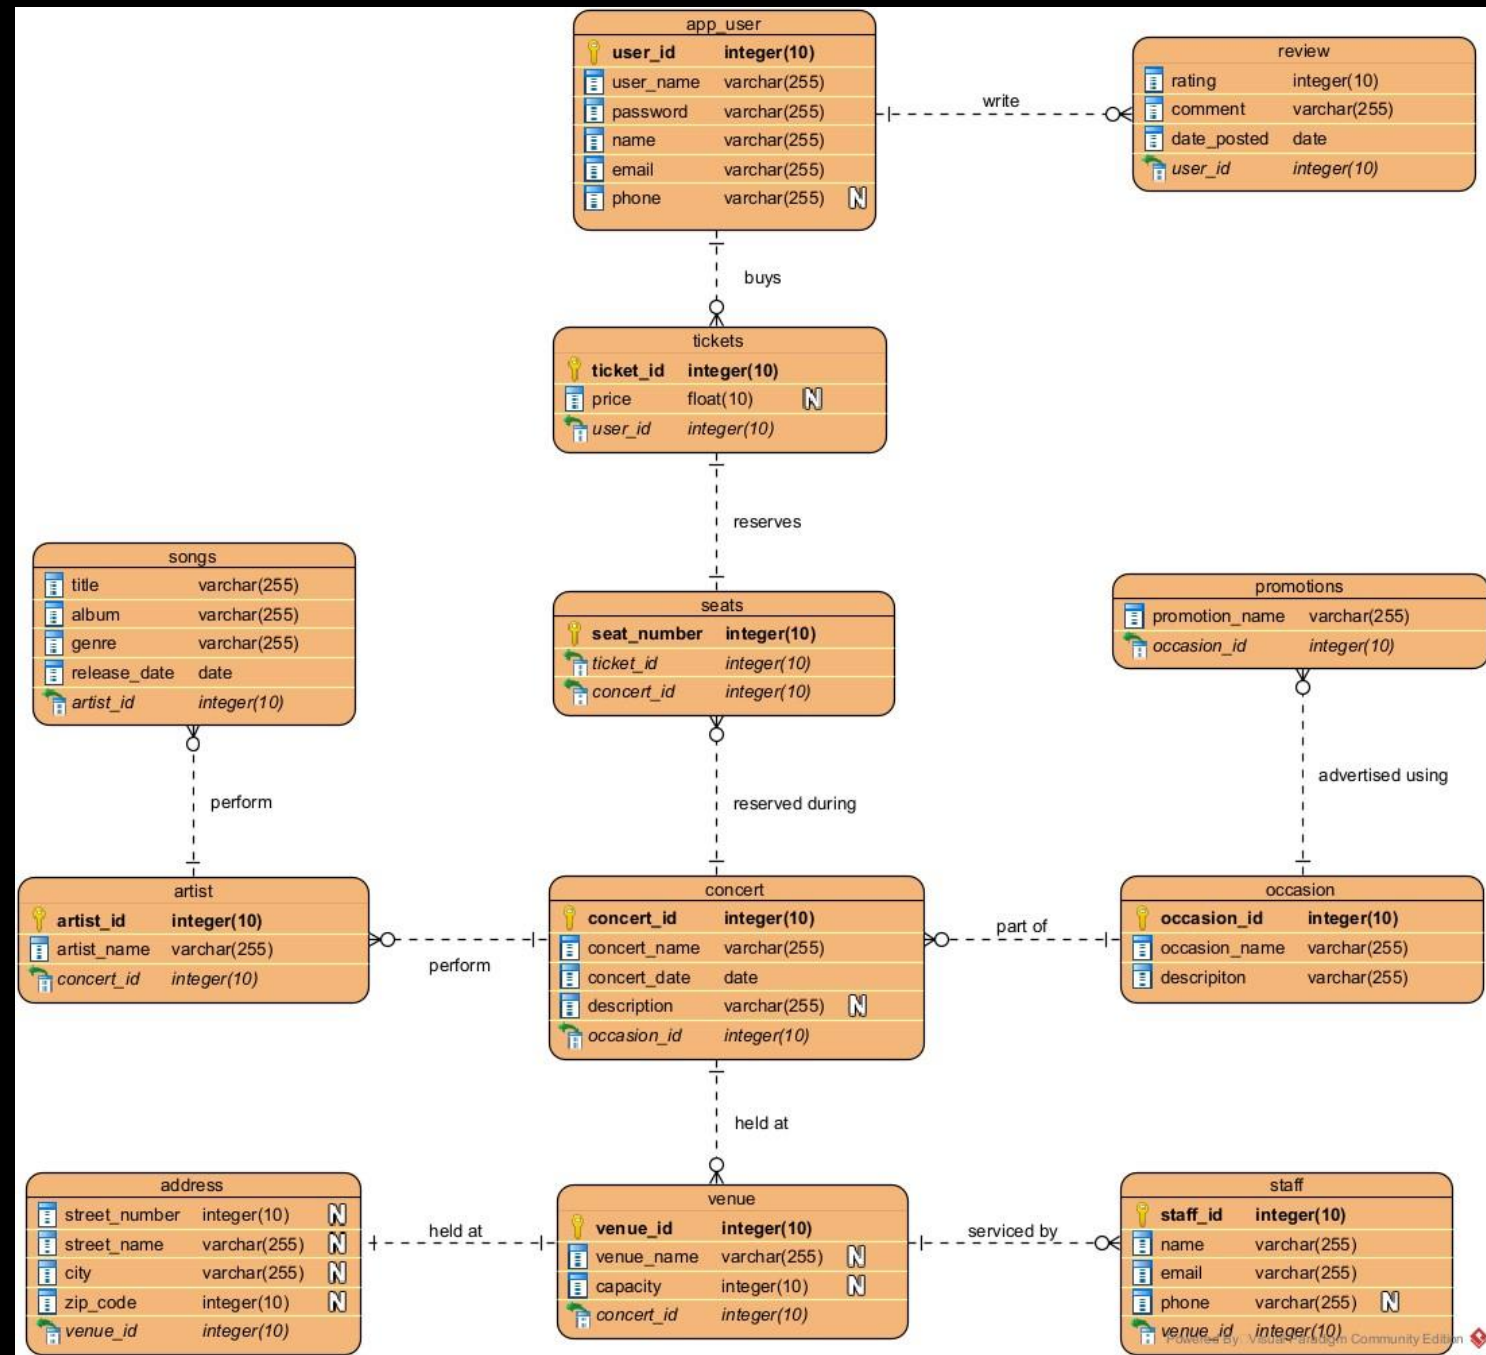 app_user
user_id integer(10)
user_name varchar(255)
password varchar(255)
name varchar(255)
email varchar(255)
phone varchar(255) N
review
rating integer(10)
comment varchar(255)
date_posted date
user_id integer(10)
write
buys
tickets
ticket_id integer(10)
price float(10) N
user_id integer(10)
reserves
songs
title varchar(255)
album varchar(255)
genre varchar(255)
release_date date
artist_id integer(10)
seats
seat_number integer(10)
ticket_id integer(10)
concert_id integer(10)
promotions
promotion_name varchar(255)
occasion_id integer(10)
perform
reserved during
advertised using
artist
artist_id integer(10)
artist_name varchar(255)
concert_id integer(10)
perform
concert
concert_id integer(10)
concert_name varchar(255)
concert_date date
description varchar(255) N
occasion_id integer(10)
part of
occasion
occasion_id integer(10)
occasion_name varchar(255)
descripiton varchar(255)
held at
address
street_number integer(10) N
street_name varchar(255) N
city varchar(255) N
zip_code integer(10) N
venue_id integer(10)
held at
venue
venue_id integer(10)
venue_name varchar(255) N
capacity integer(10) N
concert_id integer(10)
serviced by
staff
staff_id integer(10)
name varchar(255)
email varchar(255)
phone varchar(255) N
venue_id integer(10)
Powered By Visual Paradigm Community Edition